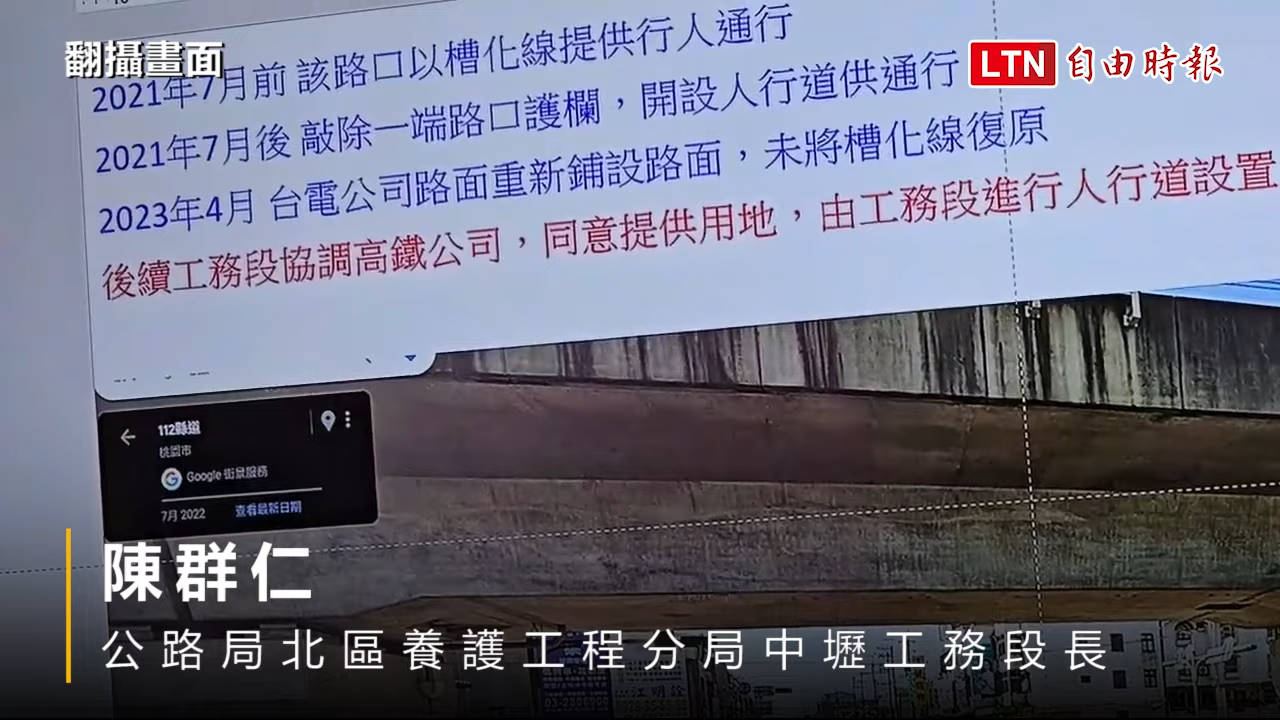 翻攝畫面
LTN 自由時報
2021年7月前 該路口以槽化線提供行人通行
2021年7月後 敲除一端路口護欄，開設人行道供通行
2023年4月 台電公司路面重新鋪設路面，未將槽化線復原
後續工務段協調高鐵公司，同意提供用地，由工務段進行人行道設置
112縣道
桃園市
Google 街景服務
7月 2022
查看最新日期
陳群仁
公路局北區養護工程分局中壢工務段長
江明詮